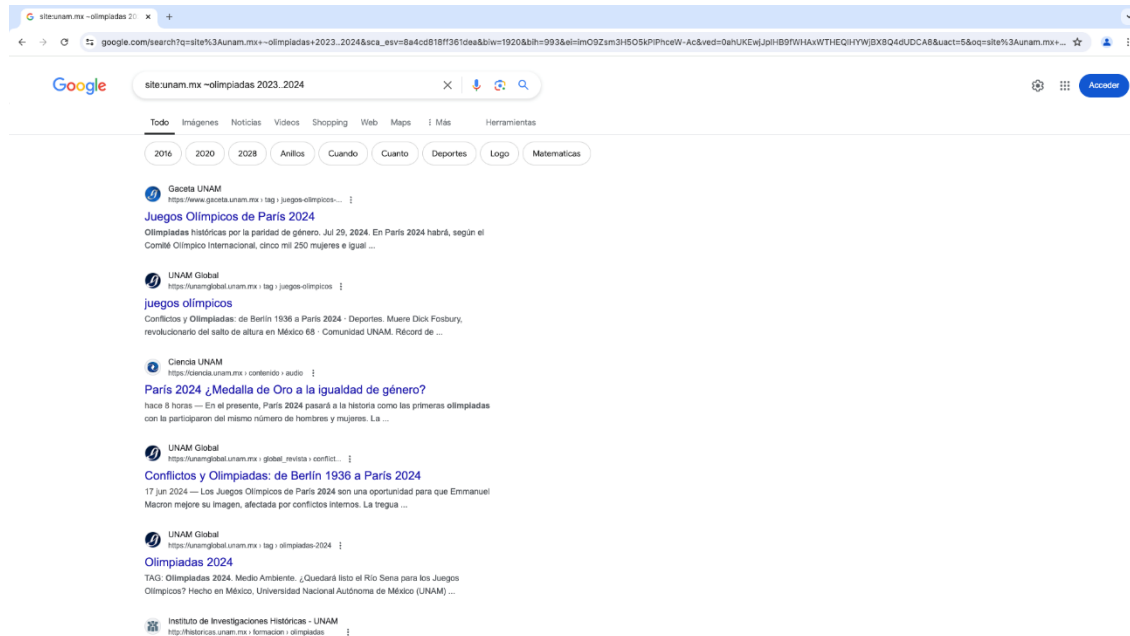 site:unam.mx ~olimpiadas 20
google.com/search?q=site%3Aunam.mx+~olimpiadas+2023..2024&sca_esv=8a4cd818ff361dea&biw=1920&bih=993&ei=imO9Zsm3H5O5kPIPhceW-Ac&ved=0ahUKEwjJpIHB9fWHAxWTHEQIHYWjBX8Q4dUDCA8&uact=5&oq=site%3Aunam.mx+...
Google
site:unam.mx ~olimpiadas 2023..2024
Acceder
Todo Imágenes Noticias Videos Shopping Web Maps Más Herramientas
2016 2020 2028 Anillos Cuando Cuanto Deportes Logo Matematicas
Gaceta UNAM
https://www.gaceta.unam.mx › tag › juegos-olimpicos-...
Juegos Olímpicos de París 2024
Olimpiadas históricas por la paridad de género. Jul 29, 2024. En París 2024 habrá, según el
Comité Olímpico Internacional, cinco mil 250 mujeres e igual ...
UNAM Global
https://unamglobal.unam.mx › tag › juegos-olimpicos
juegos olímpicos
Conflictos y Olimpiadas: de Berlín 1936 a París 2024 · Deportes. Muere Dick Fosbury,
revolucionario del salto de altura en México 68 · Comunidad UNAM. Récord de ...
Ciencia UNAM
https://ciencia.unam.mx › contenido › audio
París 2024 ¿Medalla de Oro a la igualdad de género?
hace 8 horas — En el presente, París 2024 pasará a la historia como las primeras olimpiadas
con la participaron del mismo número de hombres y mujeres. La ...
UNAM Global
https://unamglobal.unam.mx › global_revista › conflict...
Conflictos y Olimpiadas: de Berlín 1936 a París 2024
17 jun 2024 — Los Juegos Olímpicos de París 2024 son una oportunidad para que Emmanuel
Macron mejore su imagen, afectada por conflictos internos. La tregua ...
UNAM Global
https://unamglobal.unam.mx › tag › olimpiadas-2024
Olimpiadas 2024
TAG: Olimpiadas 2024. Medio Ambiente. ¿Quedará listo el Río Sena para los Juegos
Olímpicos? Hecho en México, Universidad Nacional Autónoma de México (UNAM) ...
Instituto de Investigaciones Históricas - UNAM
http://historicas.unam.mx › formacion › olimpiadas